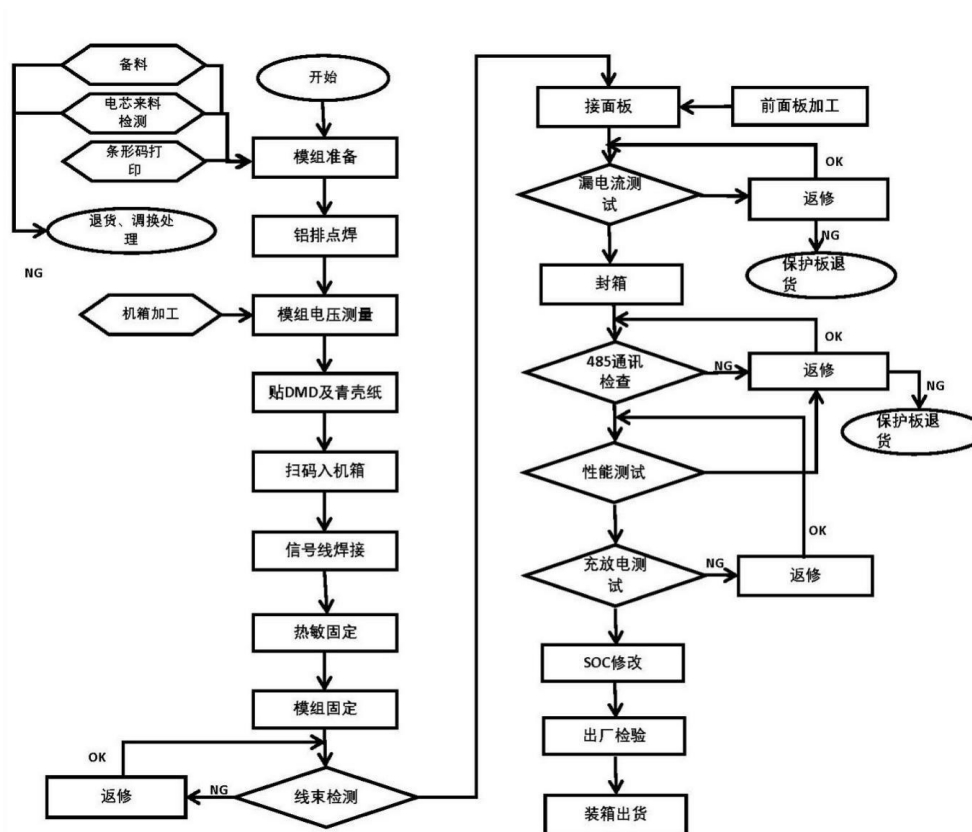 备料
开始
电芯来料
检测
条形码打
印
模组准备
退货、调换处
理
NG
铝排点焊
机箱加工
模组电压测量
贴DMD及青壳纸
扫码入机箱
信号线焊接
热敏固定
模组固定
OK
返修
NG
线束检测
接面板
前面板加工
OK
漏电流测
试
返修
NG
保护板退
货
封箱
OK
485通讯
检查
NG
返修
NG
保护板退
货
性能测试
OK
充放电测
试
NG
返修
SOC修改
出厂检验
装箱出货